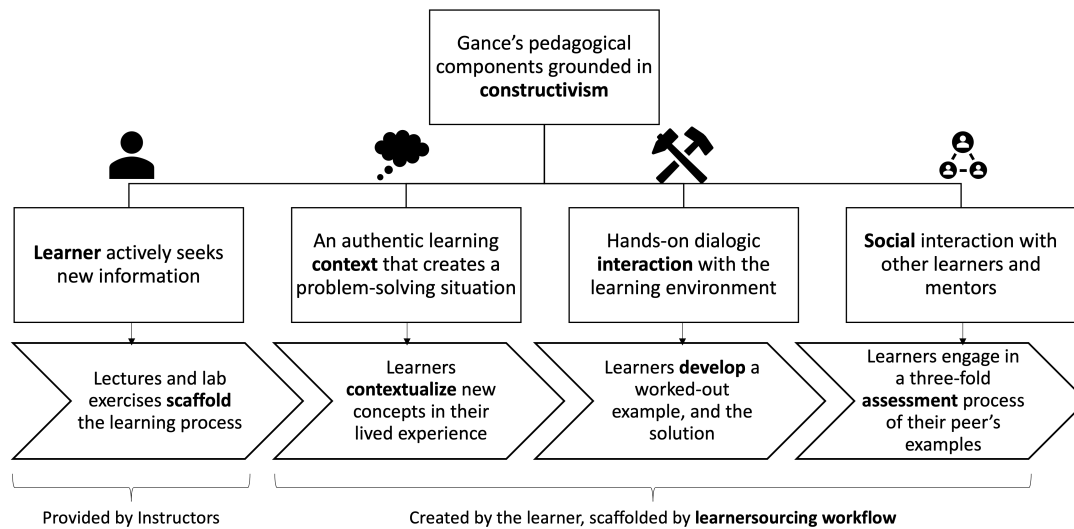 Gance's pedagogical
components grounded in
constructivism
Learner actively seeks
new information
An authentic learning
context that creates a
problem-solving situation
Hands-on dialogic
interaction with the
learning environment
Social interaction with
other learners and
mentors
Lectures and lab
exercises scaffold
the learning process
Learners
contextualize new
concepts in their
lived experience
Learners develop a
worked-out
example, and the
solution
Learners engage in
a three-fold
assessment process
of their peer's
examples
Provided by Instructors
Created by the learner, scaffolded by learnersourcing workflow